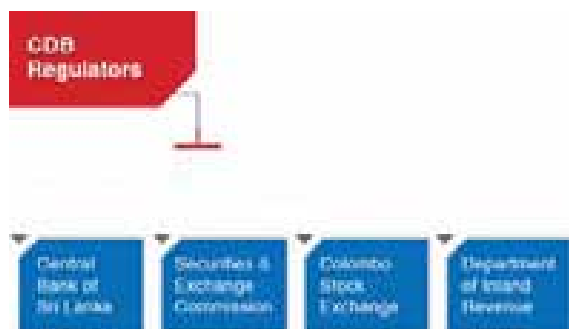 CDB
Regulators
Central
Bank of
Sri Lanka
Securities &
Exchange
Commission
Colombo
Stock
Exchange
Department
of Inland
Revenue